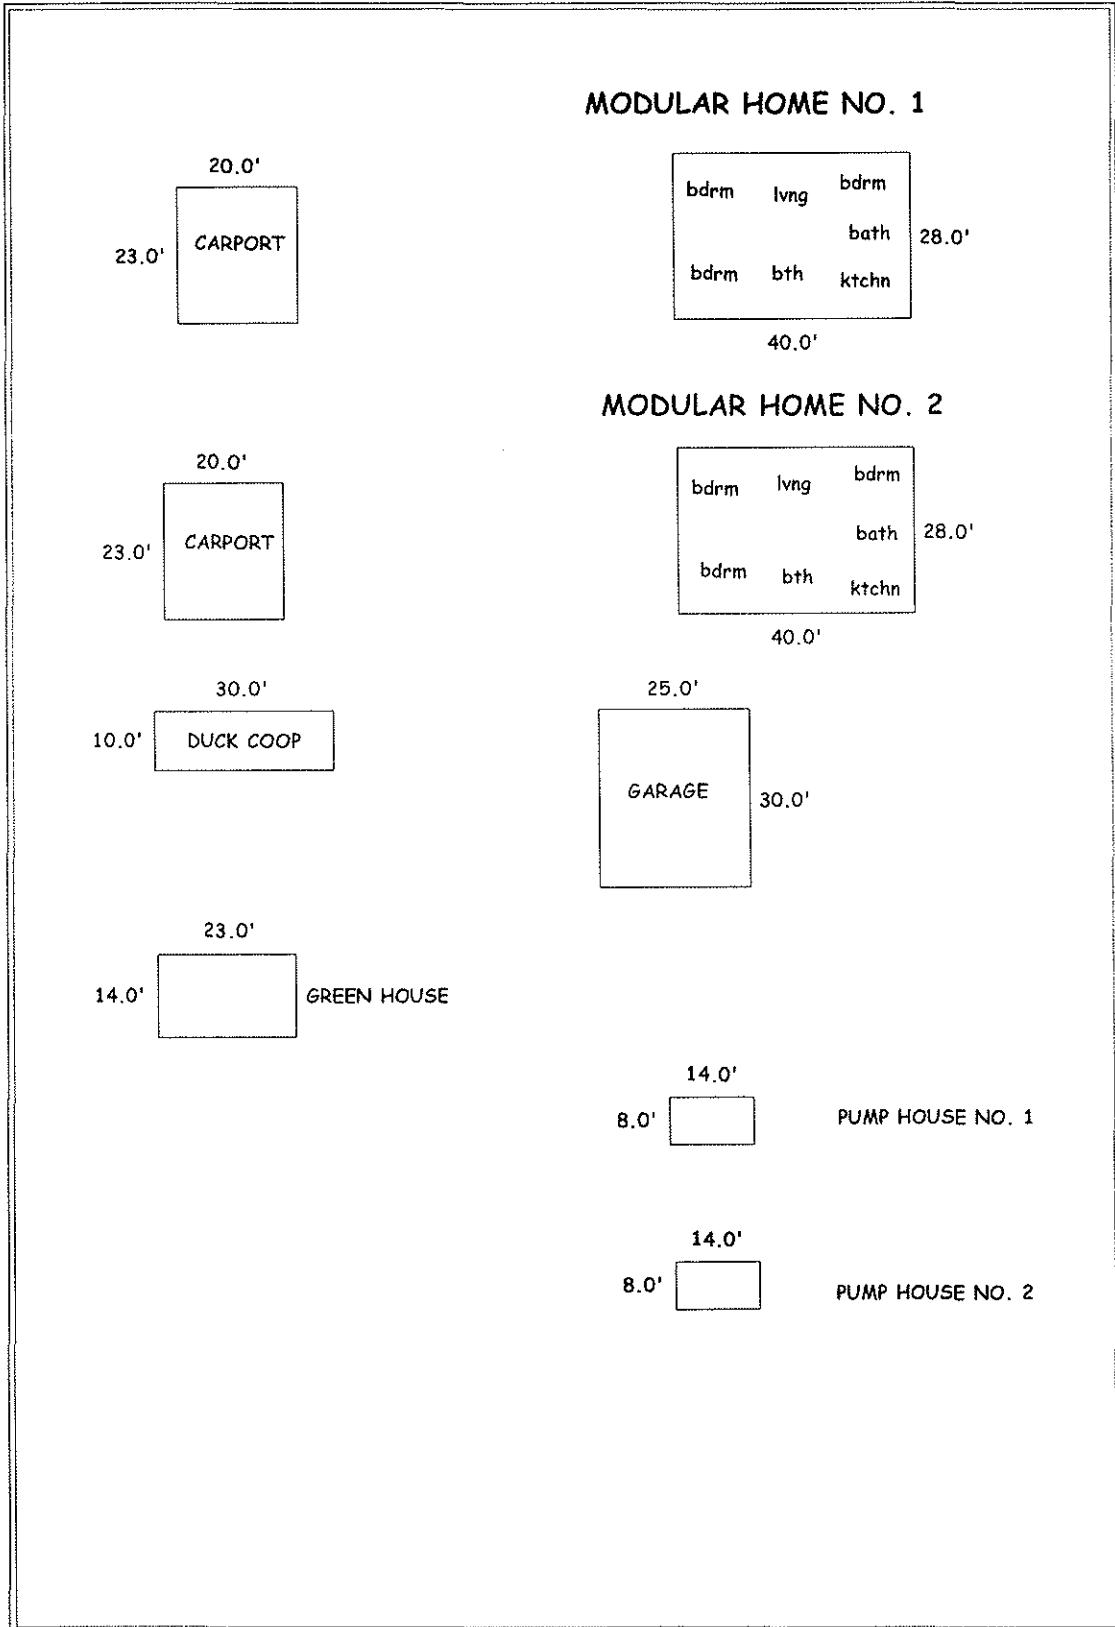 MODULAR HOME NO. 1
20.0'
CARPORT
23.0'
bdrm lvng bdrm
bath
28.0'
bdrm bth ktchn
40.0'
MODULAR HOME NO. 2
20.0'
CARPORT
23.0'
bdrm lvng bdrm
bath
28.0'
bdrm bth ktchn
40.0'
30.0'
10.0'
DUCK COOP
25.0'
GARAGE
30.0'
23.0'
14.0'
GREEN HOUSE
14.0'
8.0'
PUMP HOUSE NO. 1
14.0'
8.0'
PUMP HOUSE NO. 2